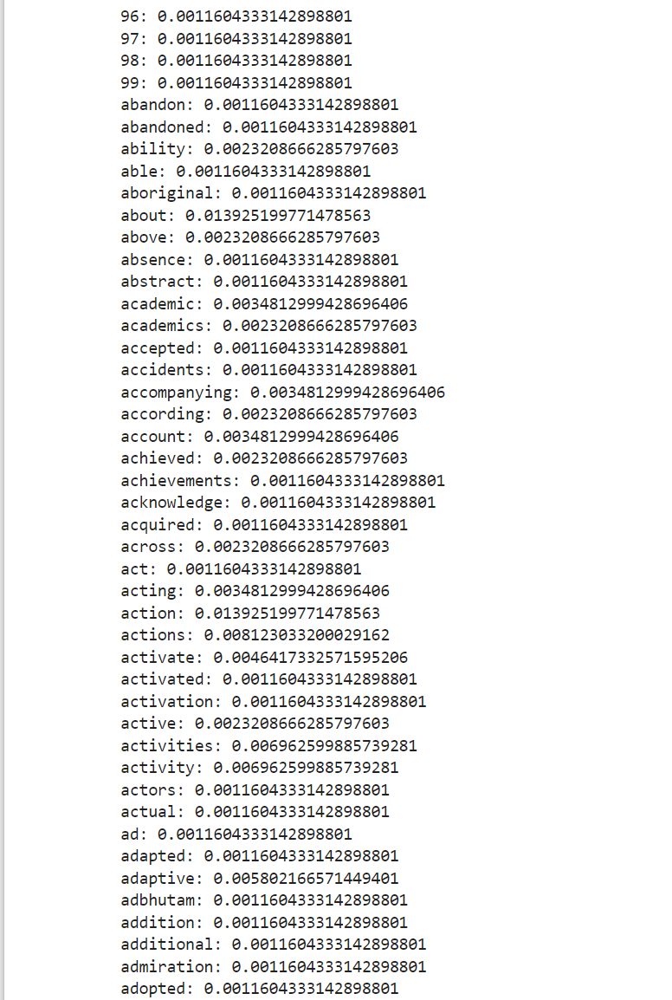 96: 0.0011604333142898801
97: 0.0011604333142898801
98: 0.0011604333142898801
99: 0.0011604333142898801
abandon: 0.0011604333142898801
abandoned: 0.0011604333142898801
ability: 0.0023208666285797603
able: 0.0011604333142898801
aboriginal: 0.0011604333142898801
about: 0.013925199771478563
above: 0.0023208666285797603
absence: 0.0011604333142898801
abstract: 0.0011604333142898801
academic: 0.0034812999428696406
academics: 0.0023208666285797603
accepted: 0.0011604333142898801
accidents: 0.0011604333142898801
accompanying: 0.0034812999428696406
according: 0.0023208666285797603
account: 0.0034812999428696406
achieved: 0.0023208666285797603
achievements: 0.0011604333142898801
acknowledge: 0.0011604333142898801
acquired: 0.0011604333142898801
across: 0.0023208666285797603
act: 0.0011604333142898801
acting: 0.0034812999428696406
action: 0.013925199771478563
actions: 0.008123033200029162
activate: 0.0046417332571595206
activated: 0.0011604333142898801
activation: 0.0011604333142898801
active: 0.0023208666285797603
activities: 0.006962599885739281
activity: 0.006962599885739281
actors: 0.0011604333142898801
actual: 0.0011604333142898801
ad: 0.0011604333142898801
adapted: 0.0011604333142898801
adaptive: 0.005802166571449401
adbhutam: 0.0011604333142898801
addition: 0.0011604333142898801
additional: 0.0011604333142898801
admiration: 0.0011604333142898801
adopted: 0.0011604333142898801